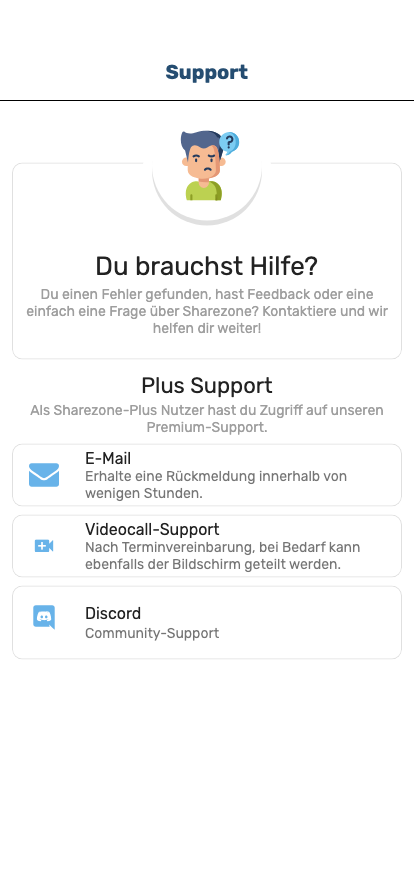 Support
?
Du brauchst Hilfe?
Du einen Fehler gefunden, hast Feedback oder eine
einfach eine Frage über Sharezone? Kontaktiere und wir
helfen dir weiter!
Plus Support
Als Sharezone-Plus Nutzer hast du Zugriff auf unseren
Premium-Support.
E-Mail
Erhalte eine Rückmeldung innerhalb von
wenigen Stunden.
Videocall-Support
Nach Terminvereinbarung, bei Bedarf kann
ebenfalls der Bildschirm geteilt werden.
Discord
Community-Support